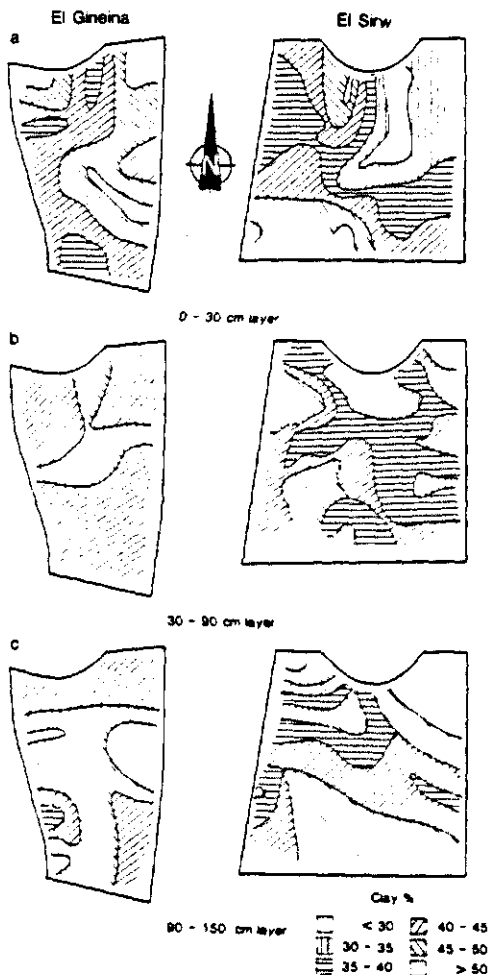 El Gineina
El Sirw
a
N
0 - 30 cm layer
b
30 - 90 cm layer
c
90 - 150 cm layer
Clay %
< 30
40 - 45
30 - 35
45 - 50
35 - 40
> 50